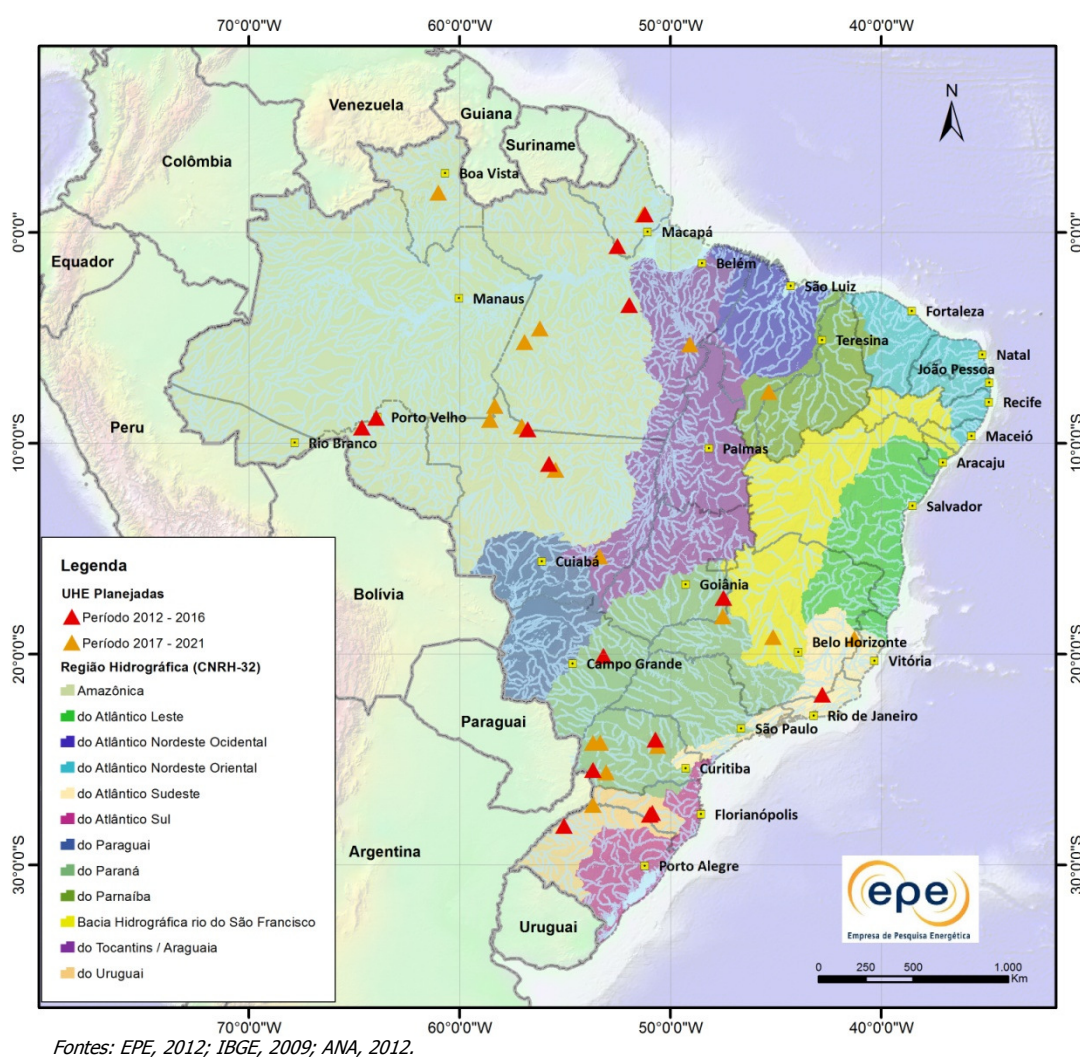 70°0'0"W
60°0'0"W
50°0'0"W
40°0'0"W
N
Venezuela
Guiana
Suriname
Colômbia
Boa Vista
0°0'0"
Macapá
0°0'0"
Equador
Belém
São Luiz
Manaus
Fortaleza
Teresina
Natal
João Pessoa
Peru
Porto Velho
Recife
Rio Branco
Palmas
Maceió
10°0'0"S
Aracaju
10°0'0"S
Salvador
Legenda
UHE Planejadas
Período 2012 - 2016
Período 2017 - 2021
Região Hidrográfica (CNRH-32)
Amazônica
do Atlântico Leste
do Atlântico Nordeste Ocidental
do Atlântico Nordeste Oriental
do Atlântico Sudeste
do Atlântico Sul
do Paraguai
do Paraná
do Parnaíba
Bacia Hidrográfica rio do São Francisco
do Tocantins / Araguaia
do Uruguai
Cuiabá
Bolívia
Goiânia
Belo Horizonte
20°0'0"S
Campo Grande
Vitória
20°0'0"S
Paraguai
São Paulo
Rio de Janeiro
Curitiba
Florianópolis
Argentina
Porto Alegre
30°0'0"S
30°0'0"S
Uruguai
epe
Empresa de Pesquisa Energética
0 250 500 1.000
Km
70°0'0"W
60°0'0"W
50°0'0"W
40°0'0"W
Fontes: EPE, 2012; IBGE, 2009; ANA, 2012.